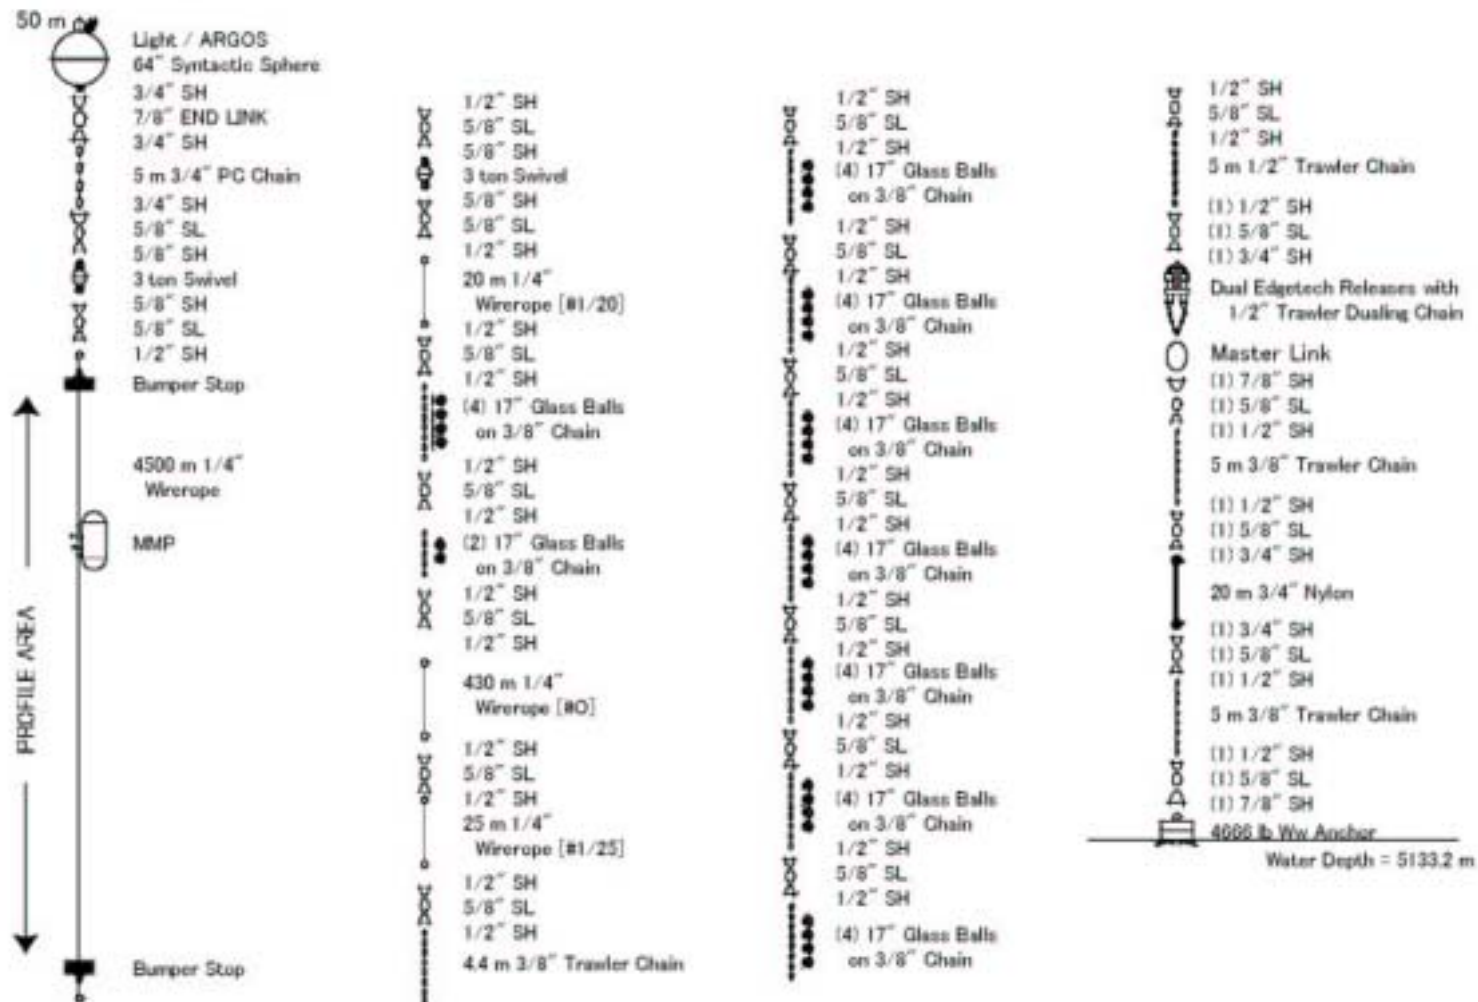 50 m
Light / ARGOS
64" Syntactic Sphere
3/4" SH
7/8" END LINK
3/4" SH
5 m 3/4" PC Chain
3/4" SH
5/8" SL
5/8" SH
3 ton Swivel
5/8" SH
5/8" SL
1/2" SH
Bumper Stop
4500 m 1/4"
Wirerope
MMP
PROFILE AREA
Bumper Stop
1/2" SH
5/8" SL
5/8" SH
3 ton Swivel
5/8" SH
5/8" SL
1/2" SH
20 m 1/4"
Wirerope [#1/20]
1/2" SH
5/8" SL
1/2" SH
(4) 17" Glass Balls
on 3/8" Chain
1/2" SH
5/8" SL
1/2" SH
(2) 17" Glass Balls
on 3/8" Chain
1/2" SH
5/8" SL
1/2" SH
430 m 1/4"
Wirerope [#O]
1/2" SH
5/8" SL
1/2" SH
25 m 1/4"
Wirerope [#1/25]
1/2" SH
5/8" SL
1/2" SH
4.4 m 3/8" Trawler Chain
1/2" SH
5/8" SL
1/2" SH
(4) 17" Glass Balls
on 3/8" Chain
1/2" SH
5/8" SL
1/2" SH
(4) 17" Glass Balls
on 3/8" Chain
1/2" SH
5/8" SL
1/2" SH
(4) 17" Glass Balls
on 3/8" Chain
1/2" SH
5/8" SL
1/2" SH
(4) 17" Glass Balls
on 3/8" Chain
1/2" SH
5/8" SL
1/2" SH
(4) 17" Glass Balls
on 3/8" Chain
1/2" SH
5/8" SL
1/2" SH
(4) 17" Glass Balls
on 3/8" Chain
1/2" SH
5/8" SL
1/2" SH
(4) 17" Glass Balls
on 3/8" Chain
1/2" SH
5/8" SL
1/2" SH
5 m 1/2" Trawler Chain
(1) 1/2" SH
(1) 5/8" SL
(1) 3/4" SH
Dual Edgetech Releases with
1/2" Trawler Dualing Chain
Master Link
(1) 7/8" SH
(1) 5/8" SL
(1) 1/2" SH
5 m 3/8" Trawler Chain
(1) 1/2" SH
(1) 5/8" SL
(1) 3/4" SH
20 m 3/4" Nylon
(1) 3/4" SH
(1) 5/8" SL
(1) 1/2" SH
5 m 3/8" Trawler Chain
(1) 1/2" SH
(1) 5/8" SL
(1) 7/8" SH
4666 lb Ww Anchor
Water Depth = 5133.2 m